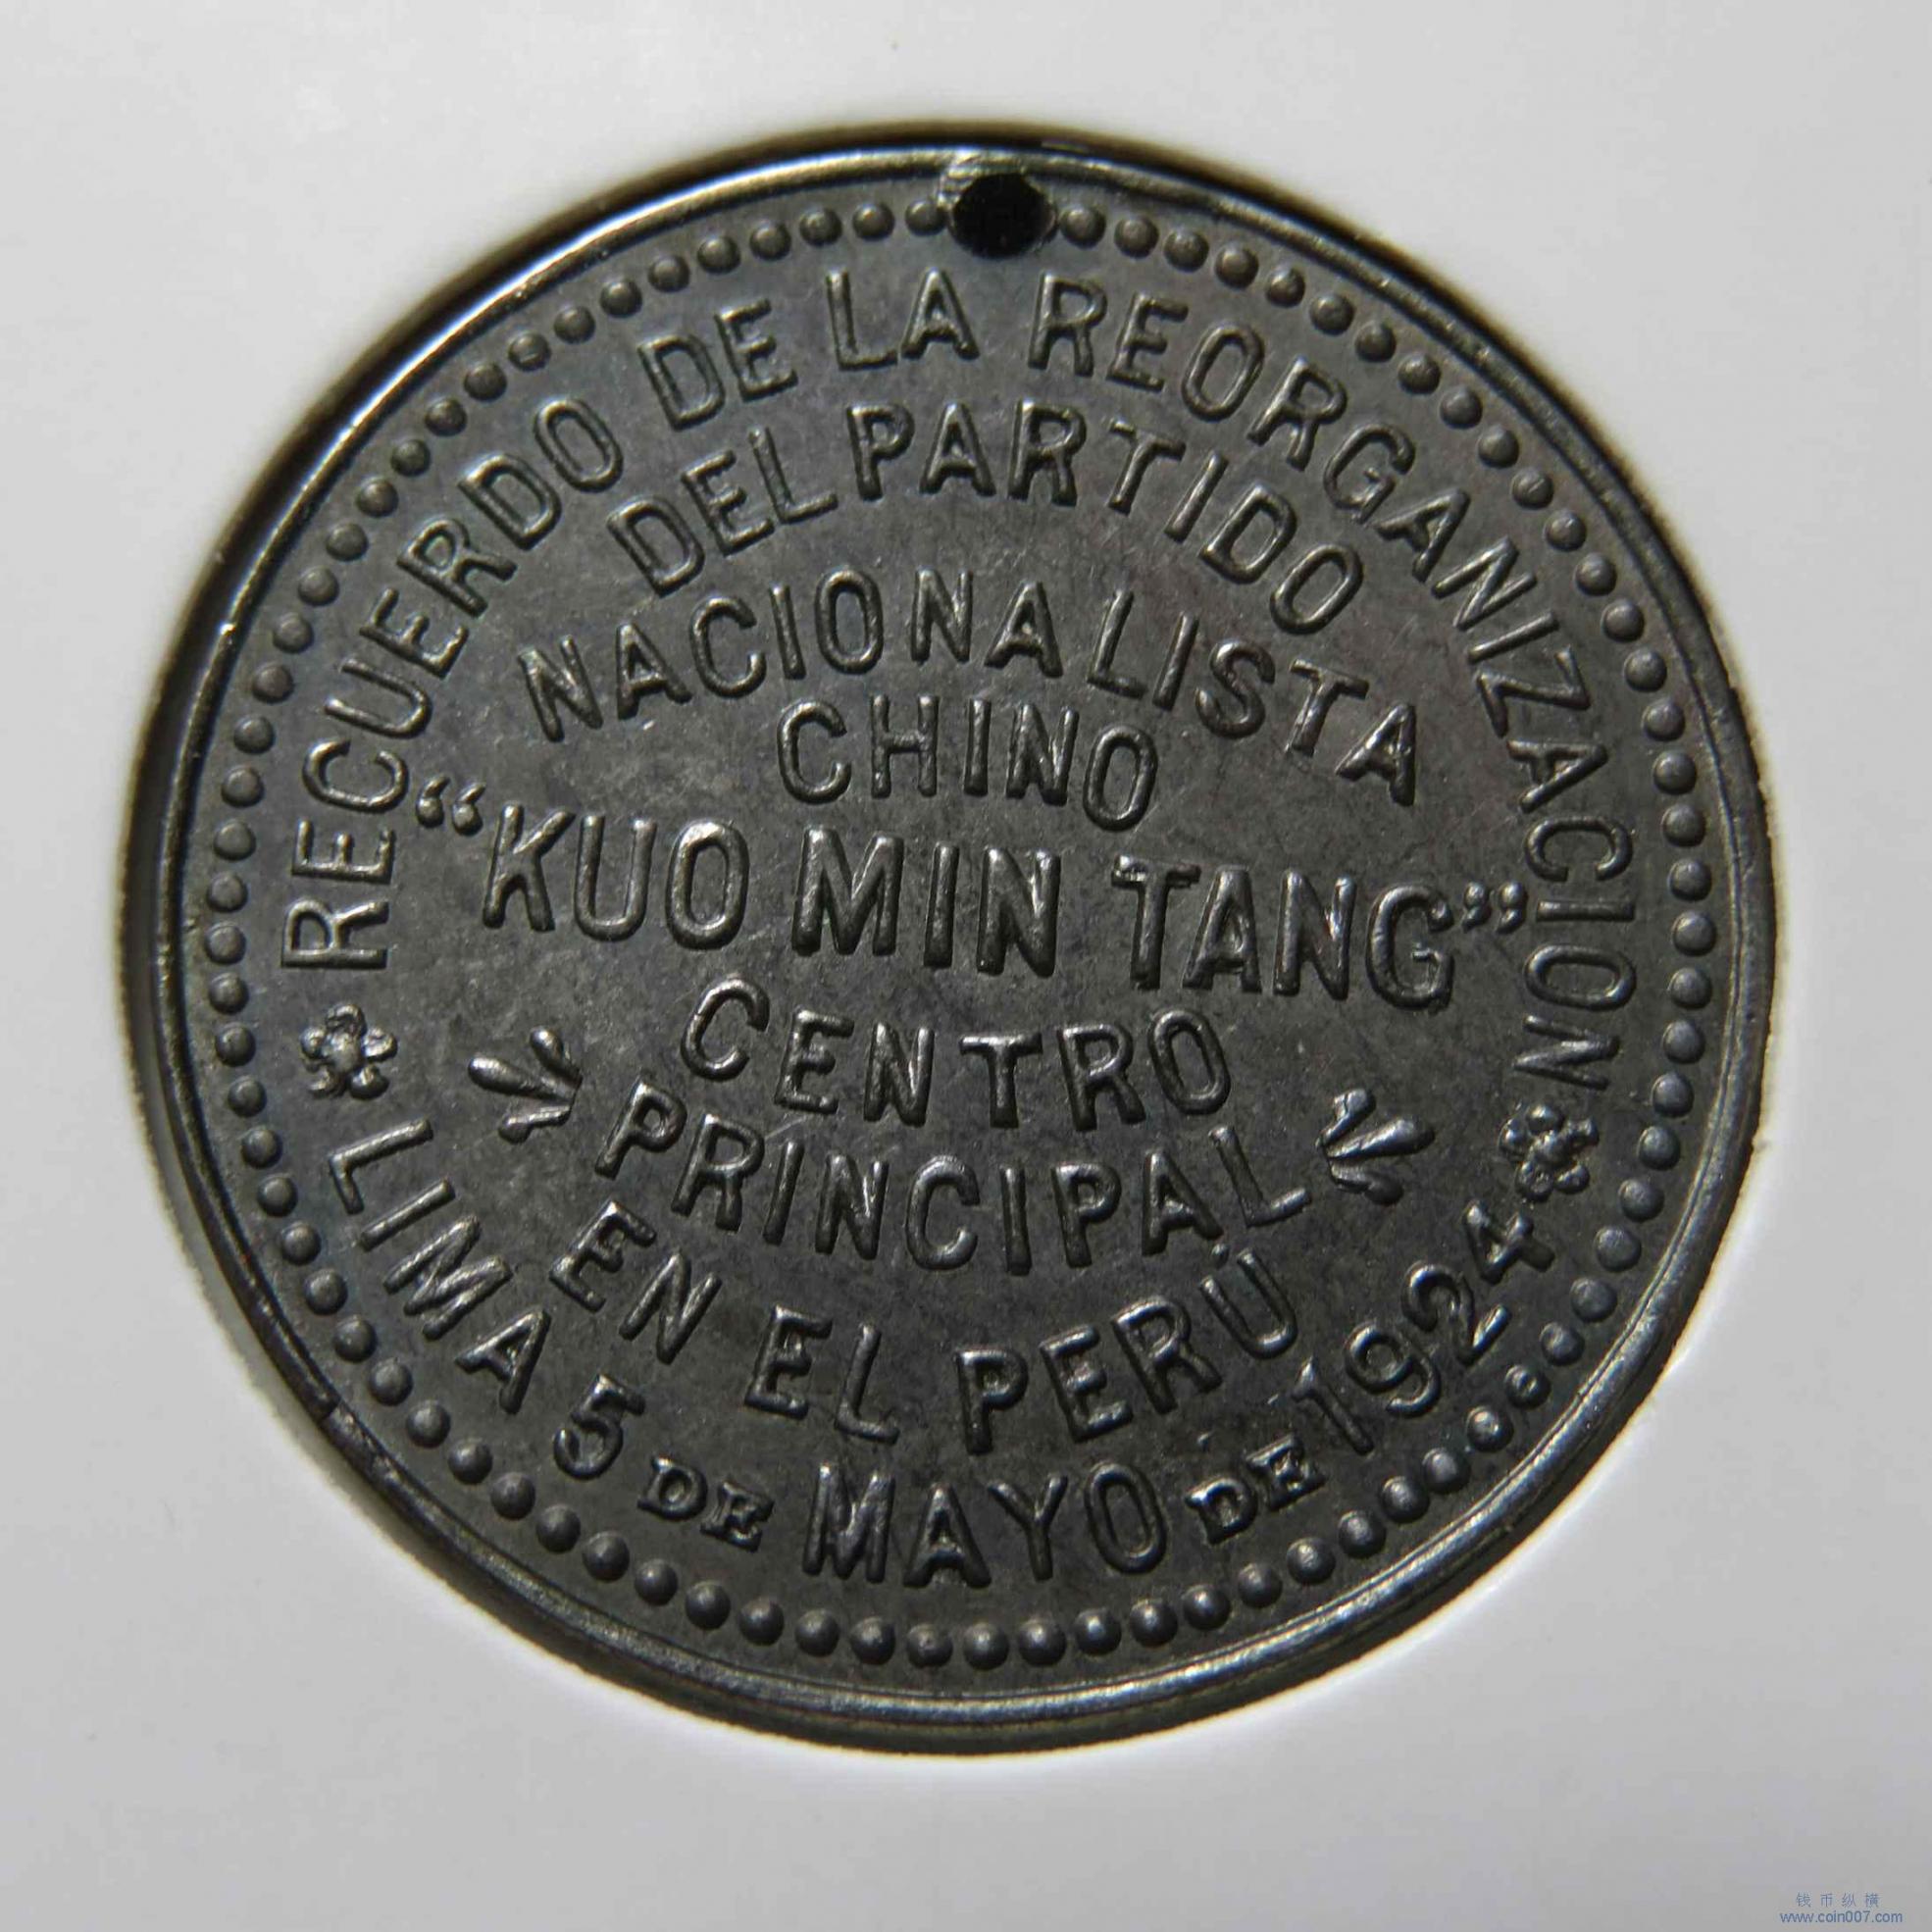 RECUERDO DE LA REORGANIZACION
DEL PARTIDO
NACIONALISTA
CHINO
“KUO MIN TANG”
CENTRO
PRINCIPAL
EN EL PERÚ
LIMA 5 DE MAYO DE 1924
钱币纵横
www.coin007.com